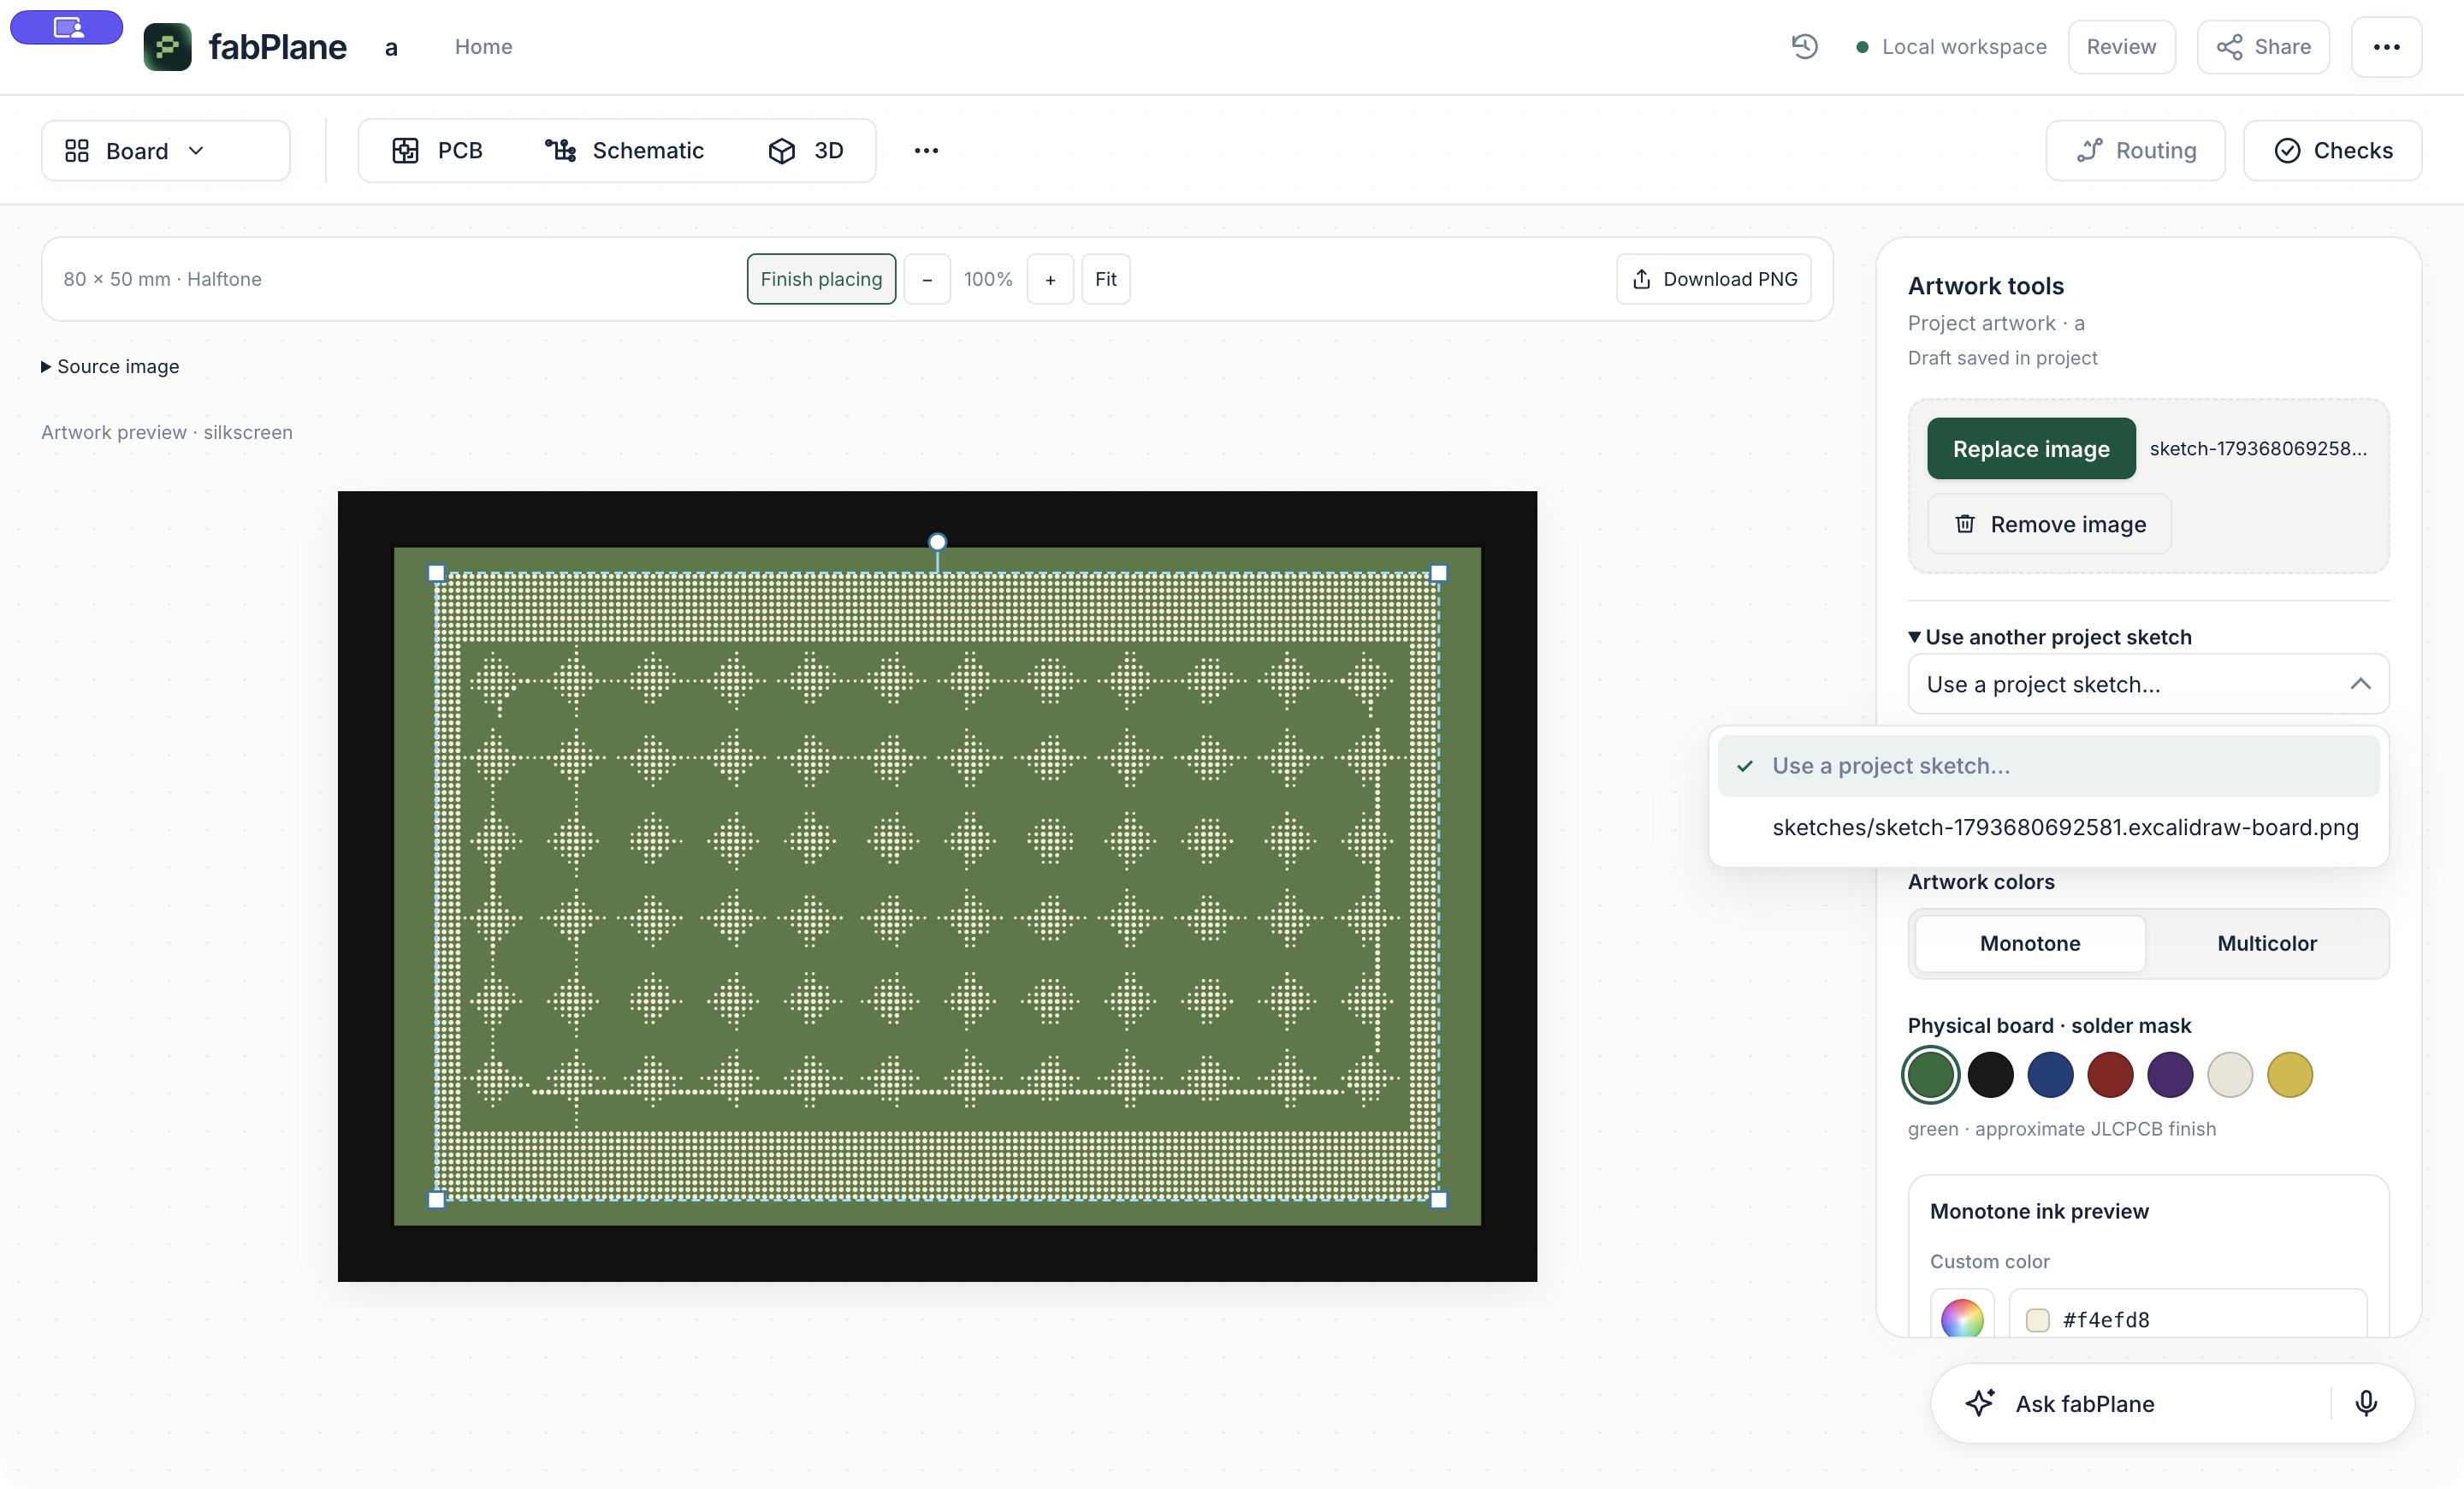 fabPlane a Home Local workspace Review Share
Board PCB Schematic 3D Routing Checks
80 × 50 mm · Halftone Finish placing − 100% + Fit Download PNG
Source image
Artwork preview · silkscreen
Artwork tools
Project artwork · a
Draft saved in project
Replace image sketch-179368069258...
Remove image
Use another project sketch
Use a project sketch...
Use a project sketch...
sketches/sketch-1793680692581.excalidraw-board.png
Artwork colors
Monotone Multicolor
Physical board · solder mask
green · approximate JLCPCB finish
Monotone ink preview
Custom color
#f4efd8
Ask fabPlane